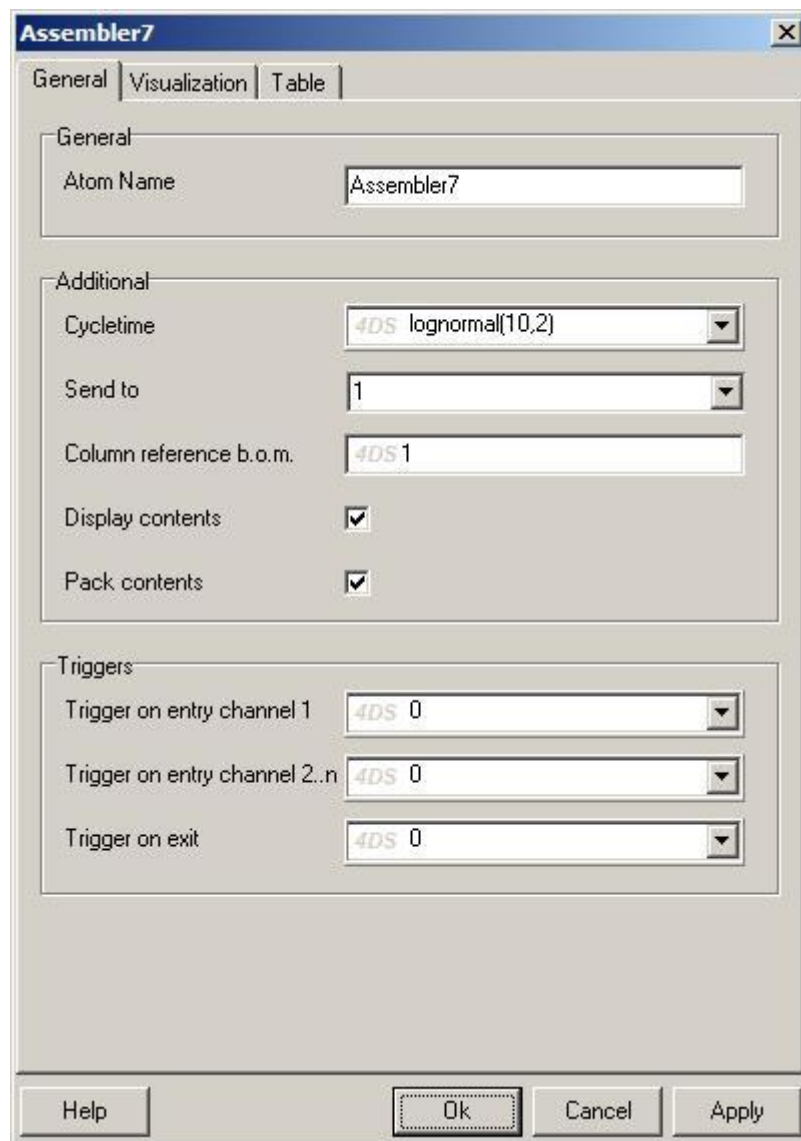 Assembler7
General Visualization Table
General
Atom Name Assembler7
Additional
Cycletime 4DS lognormal(10,2)
Send to 1
Column reference b.o.m. 4DS 1
Display contents
Pack contents
Triggers
Trigger on entry channel 1 4DS 0
Trigger on entry channel 2..n 4DS 0
Trigger on exit 4DS 0
Help Ok Cancel Apply